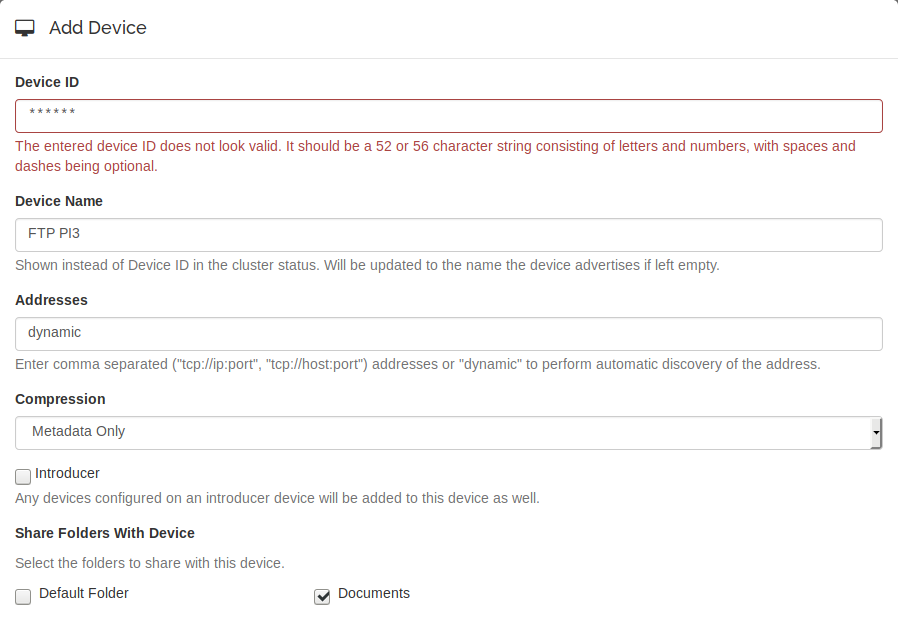 Add Device
Device ID
******
The entered device ID does not look valid. It should be a 52 or 56 character string consisting of letters and numbers, with spaces and
dashes being optional.
Device Name
FTP PI3
Shown instead of Device ID in the cluster status. Will be updated to the name the device advertises if left empty.
Addresses
dynamic
Enter comma separated ("tcp://ip:port", "tcp://host:port") addresses or "dynamic" to perform automatic discovery of the address.
Compression
Metadata Only
Introducer
Any devices configured on an introducer device will be added to this device as well.
Share Folders With Device
Select the folders to share with this device.
Default Folder Documents